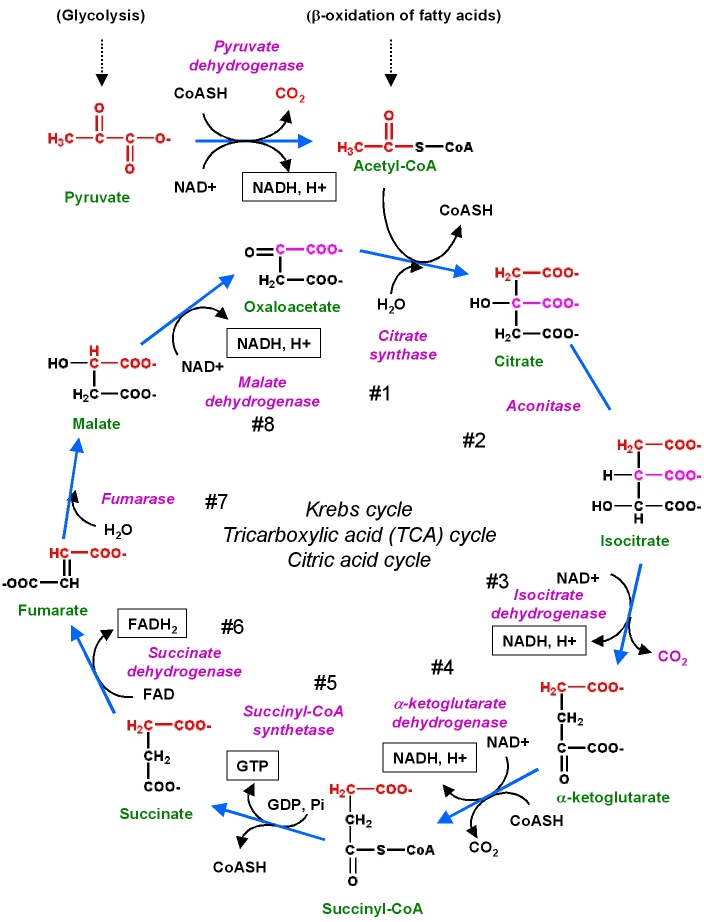 (Glycolysis)
(β-oxidation of fatty acids)
Pyruvate
dehydrogenase
CoASH
CO2
O
H3C
C
C
O-
O
Pyruvate
NAD+
NADH, H+
O
H3C
C
S
CoA
Acetyl-CoA
CoASH
H2O
Citrate
synthase
#1
O
C
COO-
H2C
COO-
Oxaloacetate
H2C
COO-
HO
C
COO-
H2C
COO-
Citrate
Aconitase
#2
NADH, H+
NAD+
Malate
dehydrogenase
#8
H
HO
C
COO-
H2C
COO-
Malate
H2C
COO-
H
C
COO-
HO
C
COO-
H
Isocitrate
Fumarase
#7
H2O
Krebs cycle
Tricarboxylic acid (TCA) cycle
Citric acid cycle
#3
NAD+
Isocitrate
dehydrogenase
NADH, H+
CO2
HC
COO-
-OOC
CH
Fumarate
FADH2
#6
Succinate
dehydrogenase
FAD
#5
Succinyl-CoA
synthetase
#4
α-ketoglutarate
dehydrogenase
NADH, H+
NAD+
CoASH
CO2
H2C
COO-
CH2
C
COO-
O
α-ketoglutarate
H2C
COO-
CH2
COO-
Succinate
GTP
GDP, Pi
CoASH
H2C
COO-
CH2
C
S
CoA
O
Succinyl-CoA